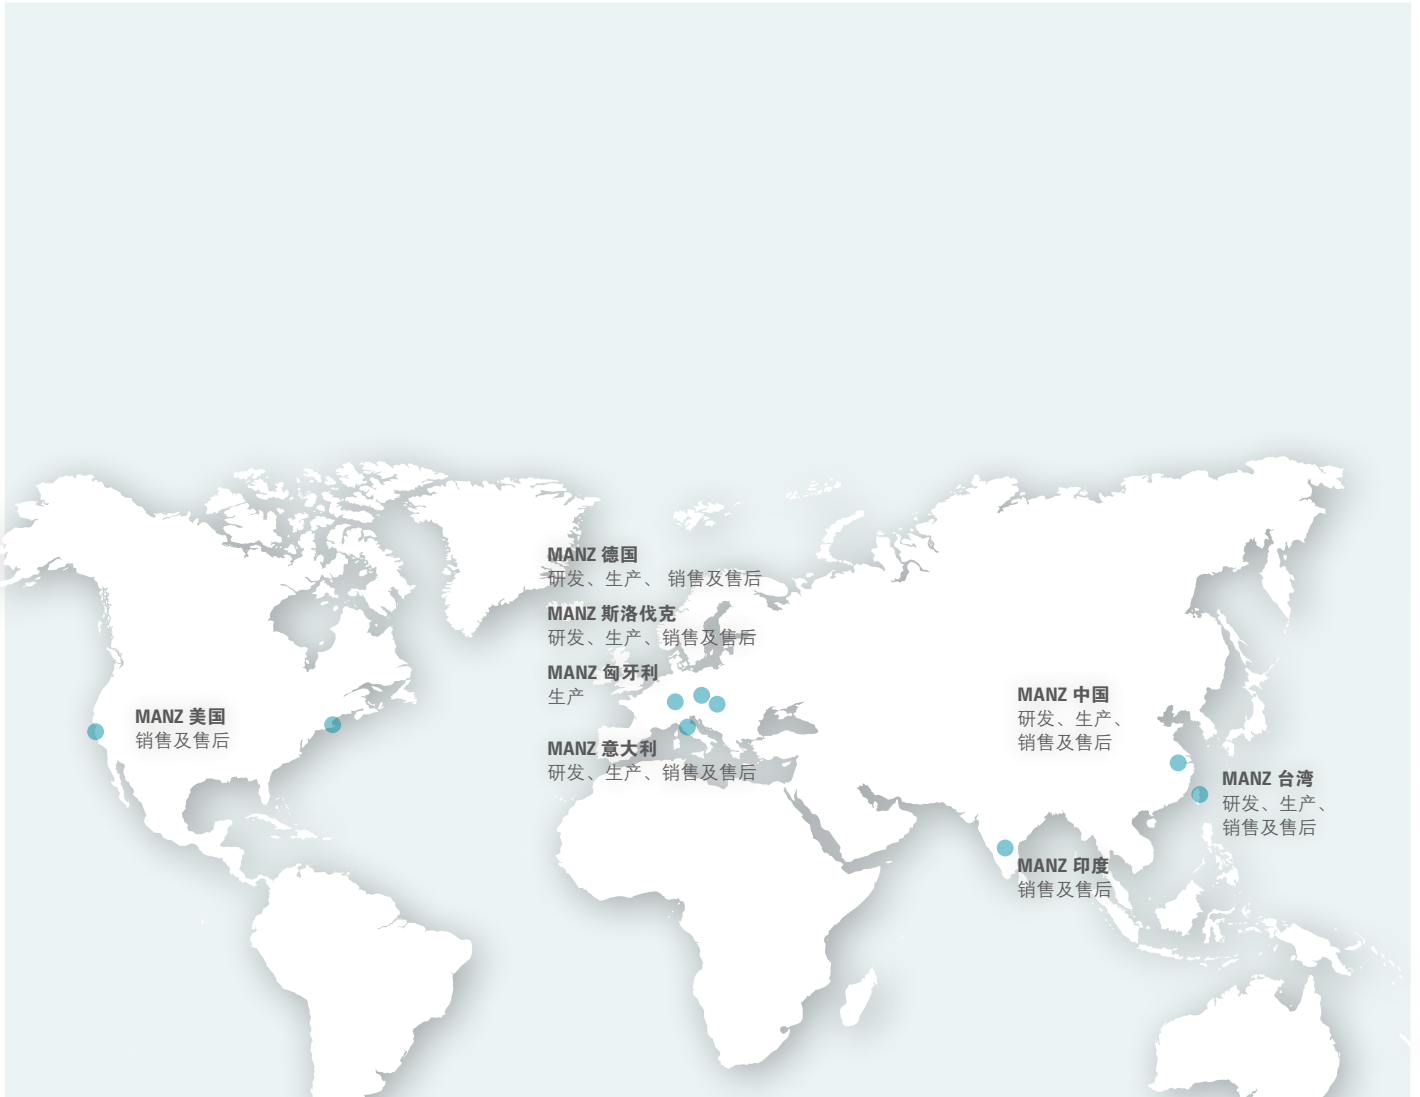 MANZ 德国
研发、生产、 销售及售后
MANZ 斯洛伐克
研发、生产、销售及售后
MANZ 匈牙利
生产
MANZ 意大利
研发、生产、销售及售后
MANZ 美国
销售及售后
MANZ 中国
研发、生产、
销售及售后
MANZ 台湾
研发、生产、
销售及售后
MANZ 印度
销售及售后